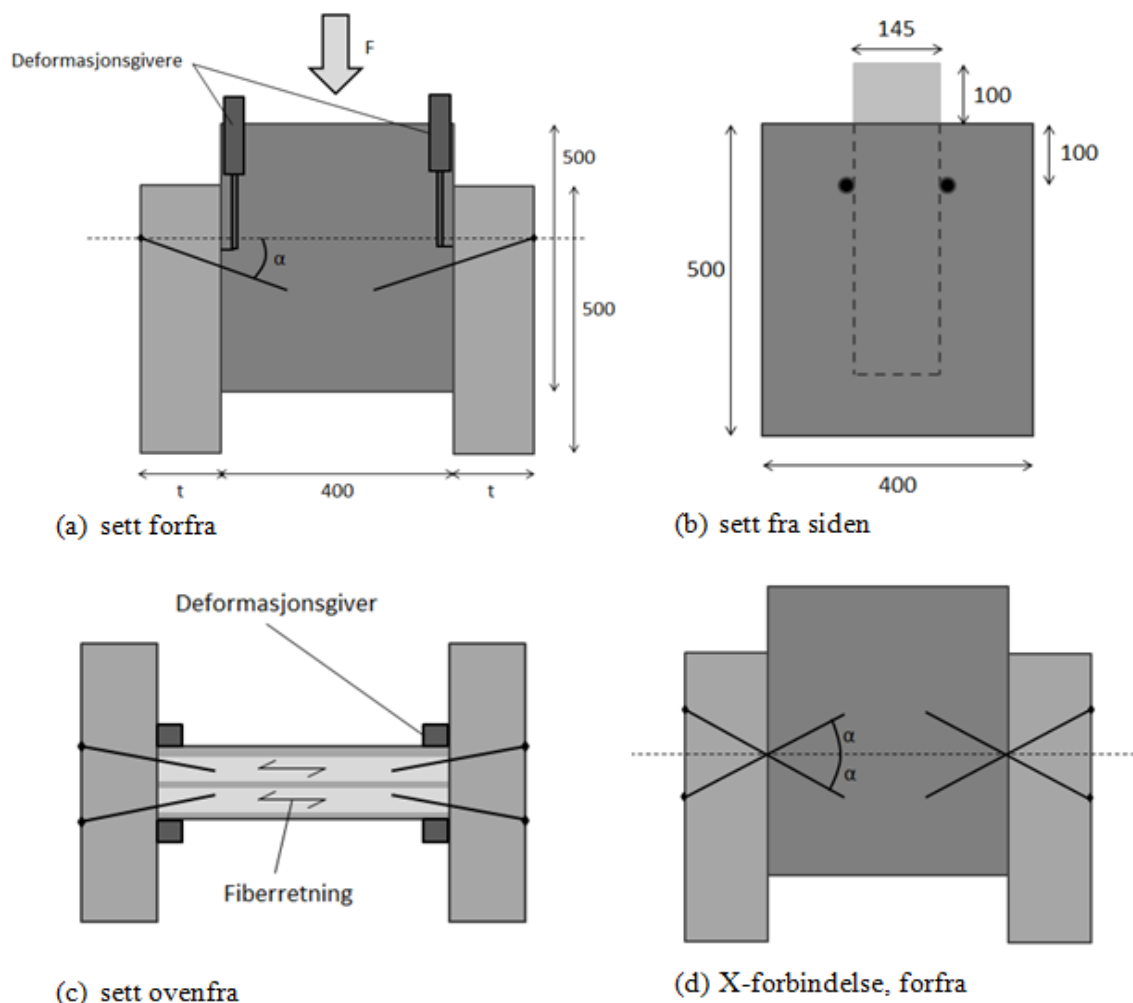 F
Deformasjonsgivere
500
α
500
t
400
t
(a) sett forfra
145
100
100
500
400
(b) sett fra siden
Deformasjonsgiver
Fiberretning
(c) sett ovenfra
α
α
(d) X-forbindelse, forfra